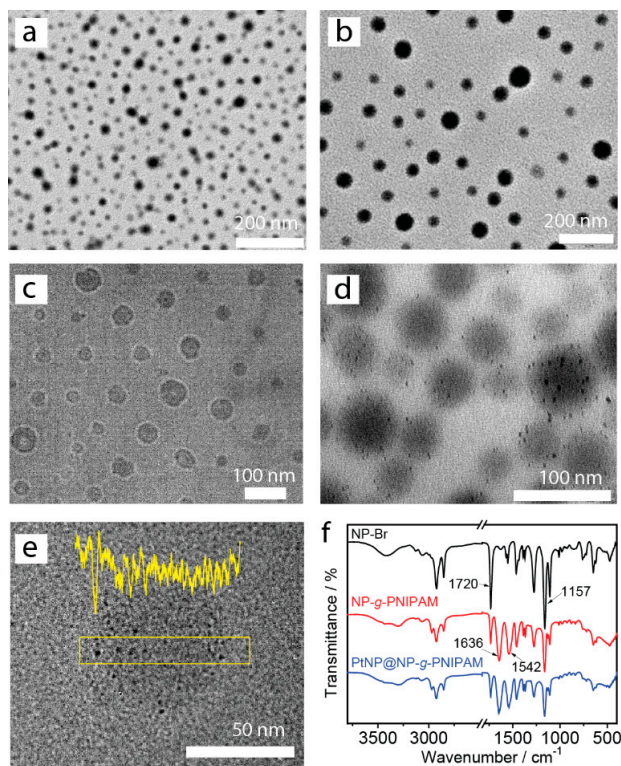 a
200 nm
b
200 nm
c
100 nm
d
100 nm
e
50 nm
f
NP-Br
1720
1157
NP-g-PNIPAM
1636
1542
PtNP@NP-g-PNIPAM
Transmittance / %
3500 3000 1500 1000 500
Wavenumber / cm⁻¹